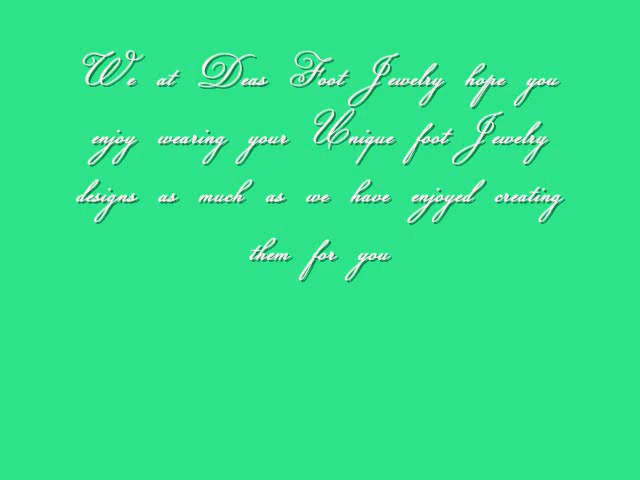 We at Deas Foot Jewelry hope you
enjoy wearing your Unique foot Jewelry
designs as much as we have enjoyed creating
them for you